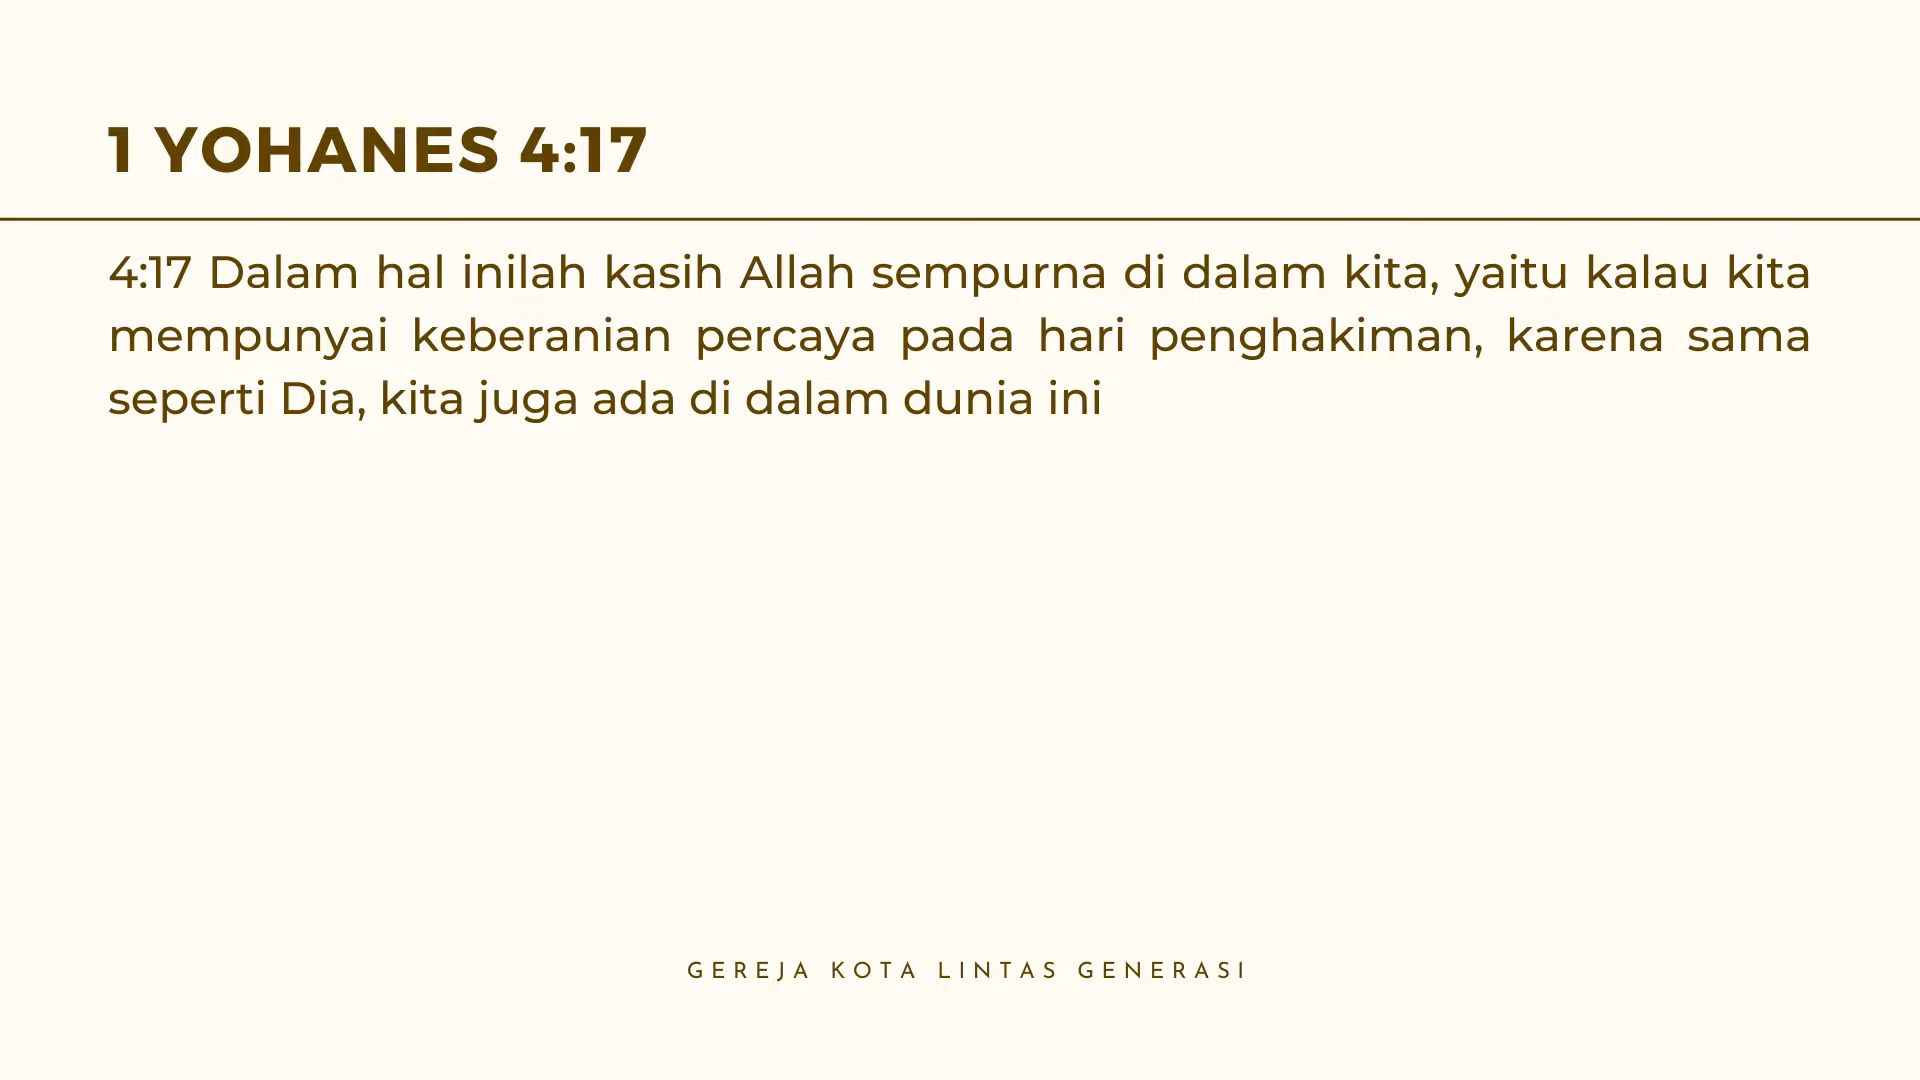 1 YOHANES 4:17
4:17 Dalam hal inilah kasih Allah sempurna di dalam kita, yaitu kalau kita
mempunyai keberanian percaya pada hari penghakiman, karena sama
seperti Dia, kita juga ada di dalam dunia ini
GEREJA KOTA LINTAS GENERASI